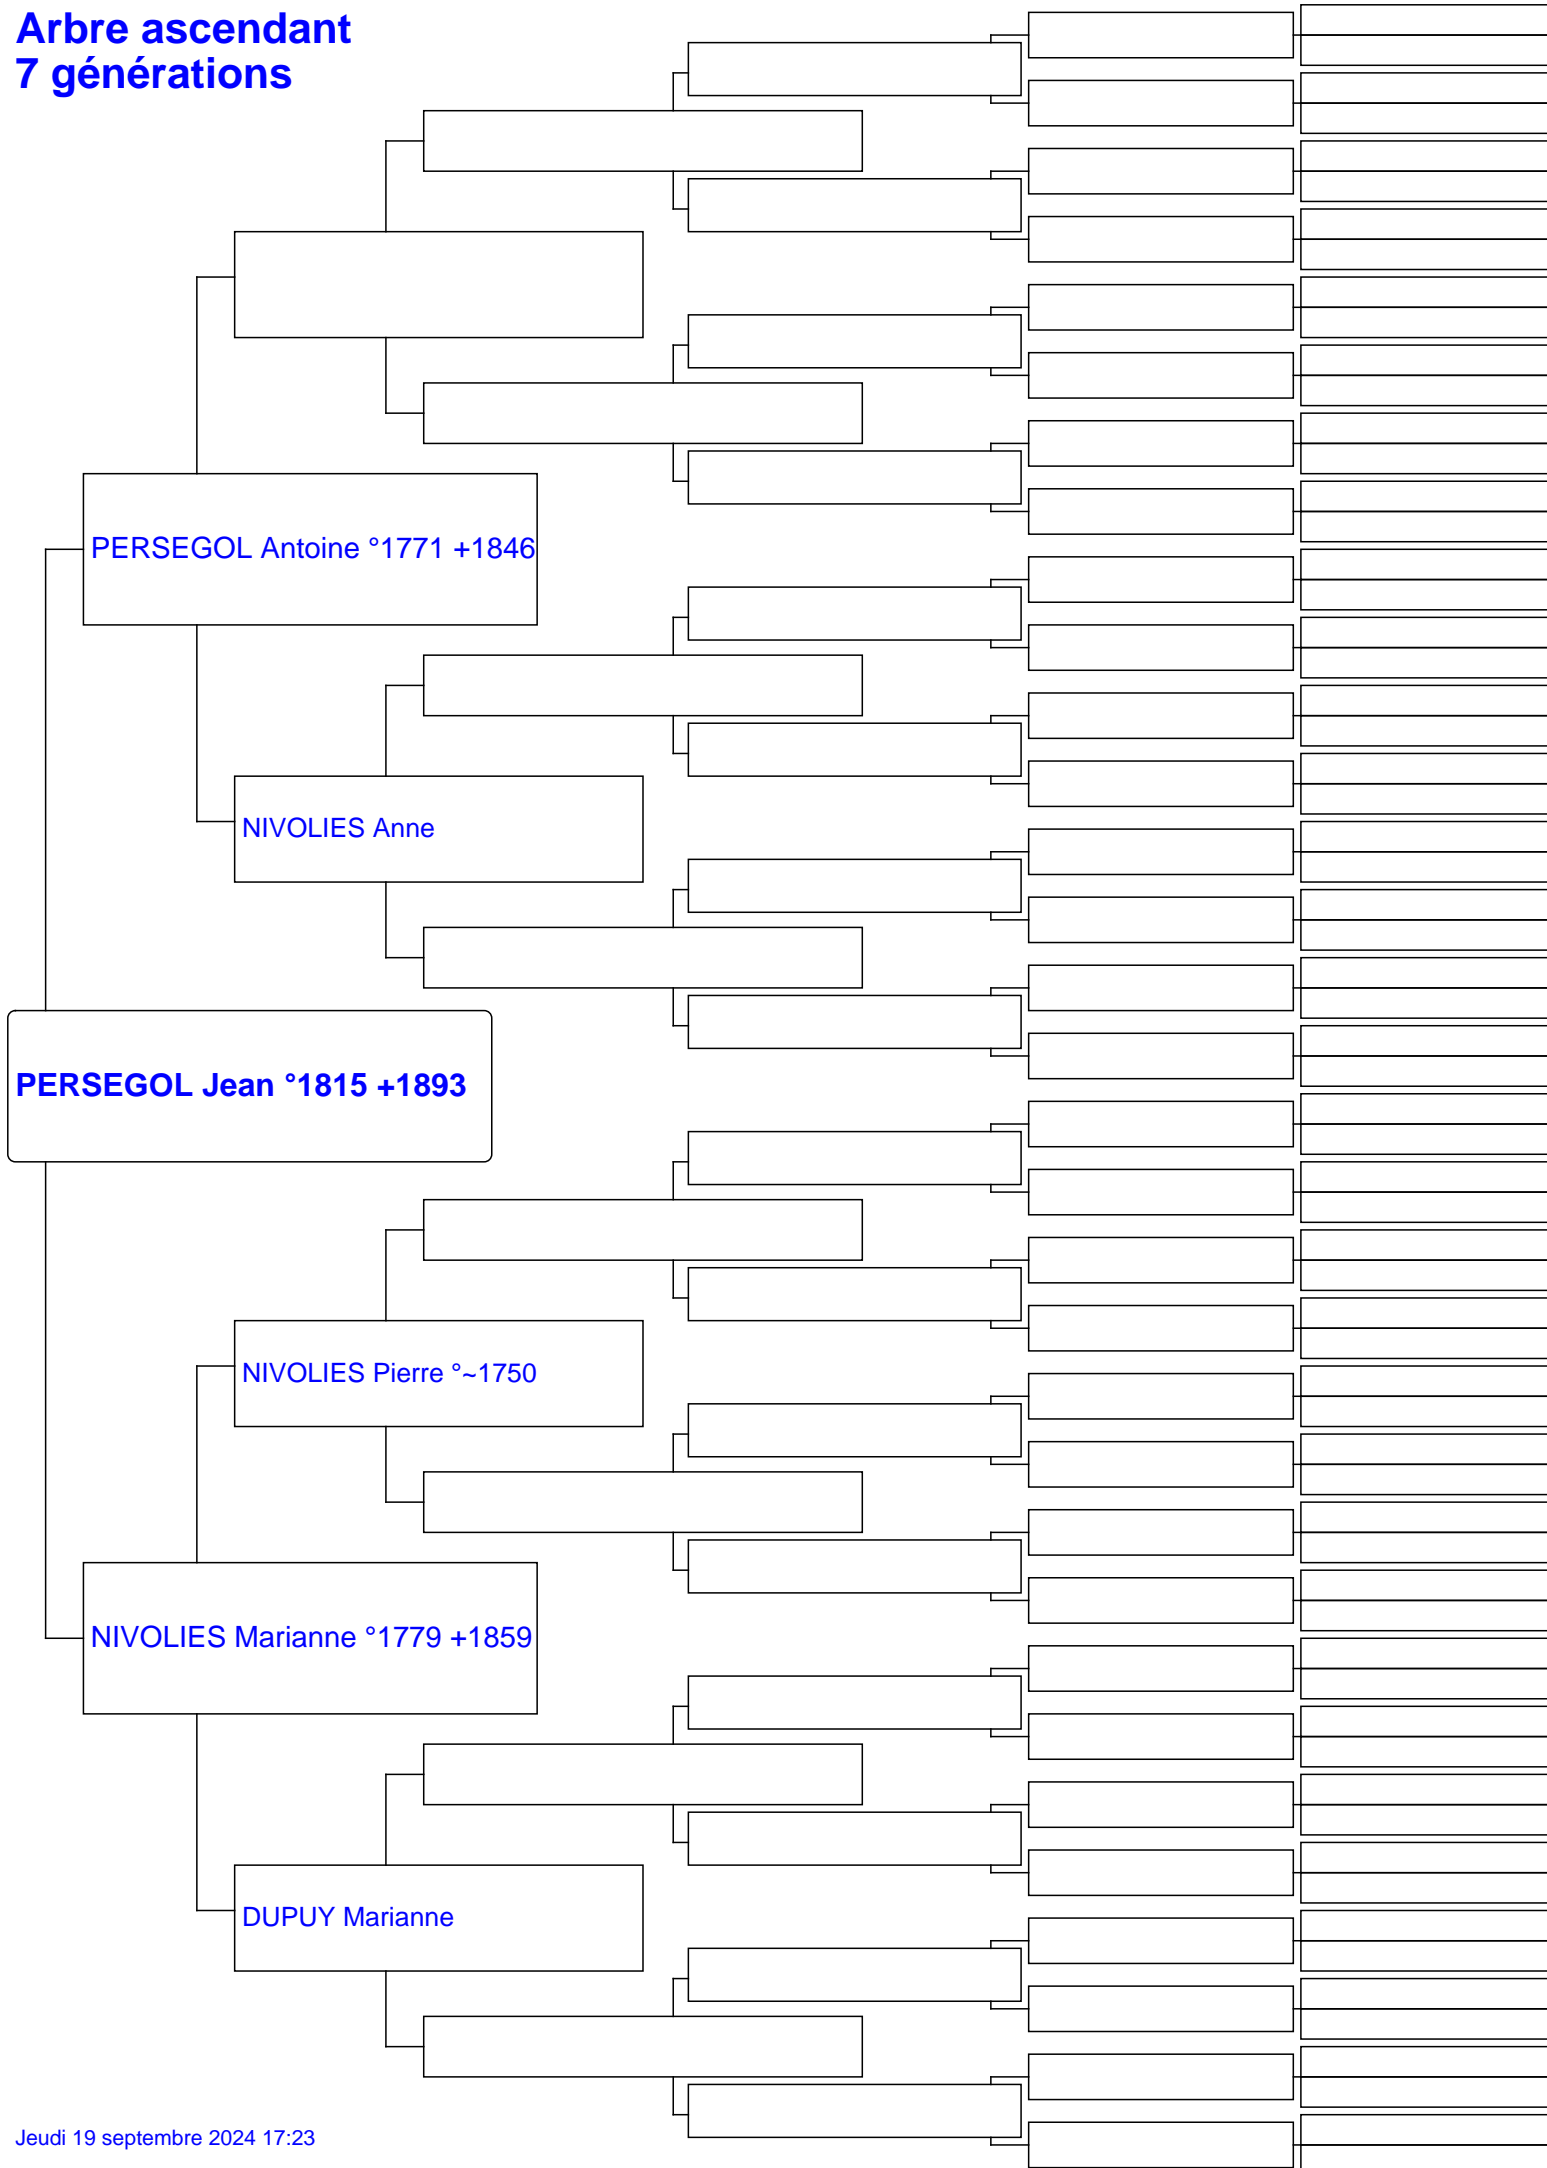 Arbre ascendant
7 générations
PERSEGOL Antoine °1771 +1846
NIVOLIES Anne
PERSEGOL Jean °1815 +1893
NIVOLIES Pierre °~1750
NIVOLIES Marianne °1779 +1859
DUPUY Marianne
Jeudi 19 septembre 2024 17:23